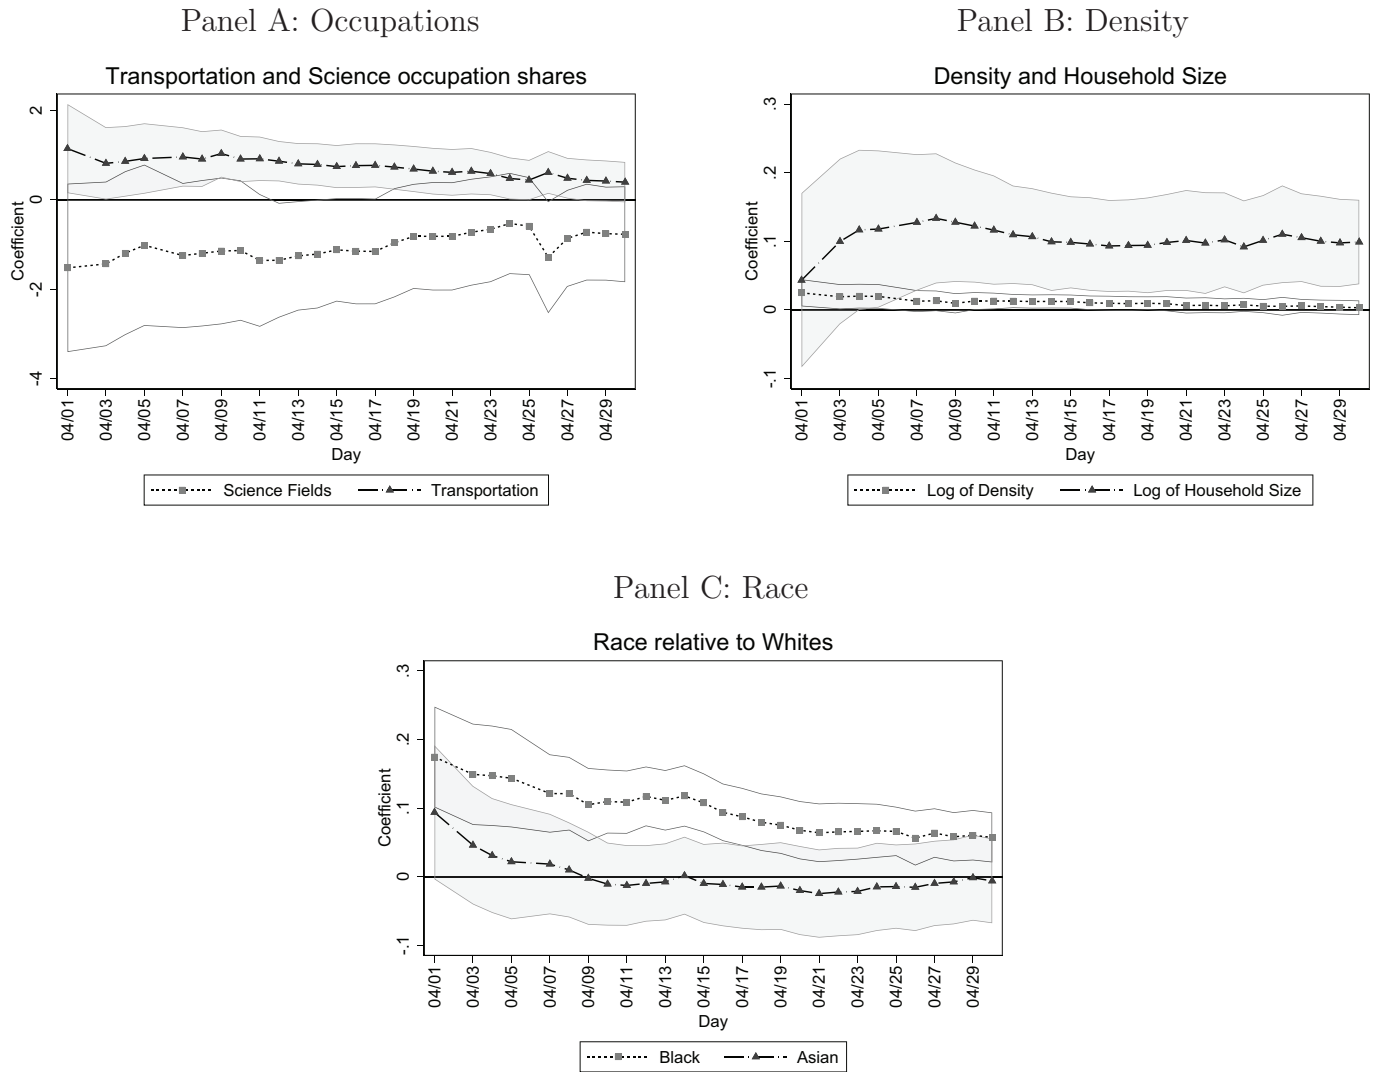 Panel A: Occupations
Transportation and Science occupation shares
Coefficient
2
0
-2
-4
04/01 04/03 04/05 04/07 04/09 04/11 04/13 04/15 04/17 04/19 04/21 04/23 04/25 04/27 04/29
Day
Science Fields Transportation
Panel B: Density
Density and Household Size
Coefficient
.3
.2
.1
0
-.1
04/01 04/03 04/05 04/07 04/09 04/11 04/13 04/15 04/17 04/19 04/21 04/23 04/25 04/27 04/29
Day
Log of Density Log of Household Size
Panel C: Race
Race relative to Whites
Coefficient
.3
.2
.1
0
-.1
04/01 04/03 04/05 04/07 04/09 04/11 04/13 04/15 04/17 04/19 04/21 04/23 04/25 04/27 04/29
Day
Black Asian